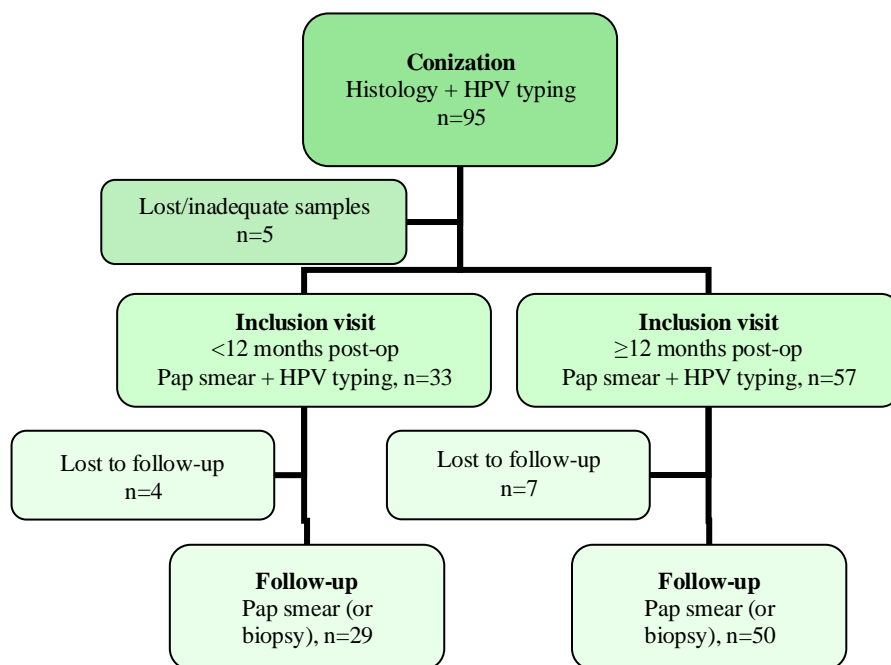 Conization
Histology + HPV typing
n=95
Lost/inadequate samples
n=5
Inclusion visit
<12 months post-op
Pap smear + HPV typing, n=33
Inclusion visit
≥12 months post-op
Pap smear + HPV typing, n=57
Lost to follow-up
n=4
Lost to follow-up
n=7
Follow-up
Pap smear (or
biopsy), n=29
Follow-up
Pap smear (or
biopsy), n=50